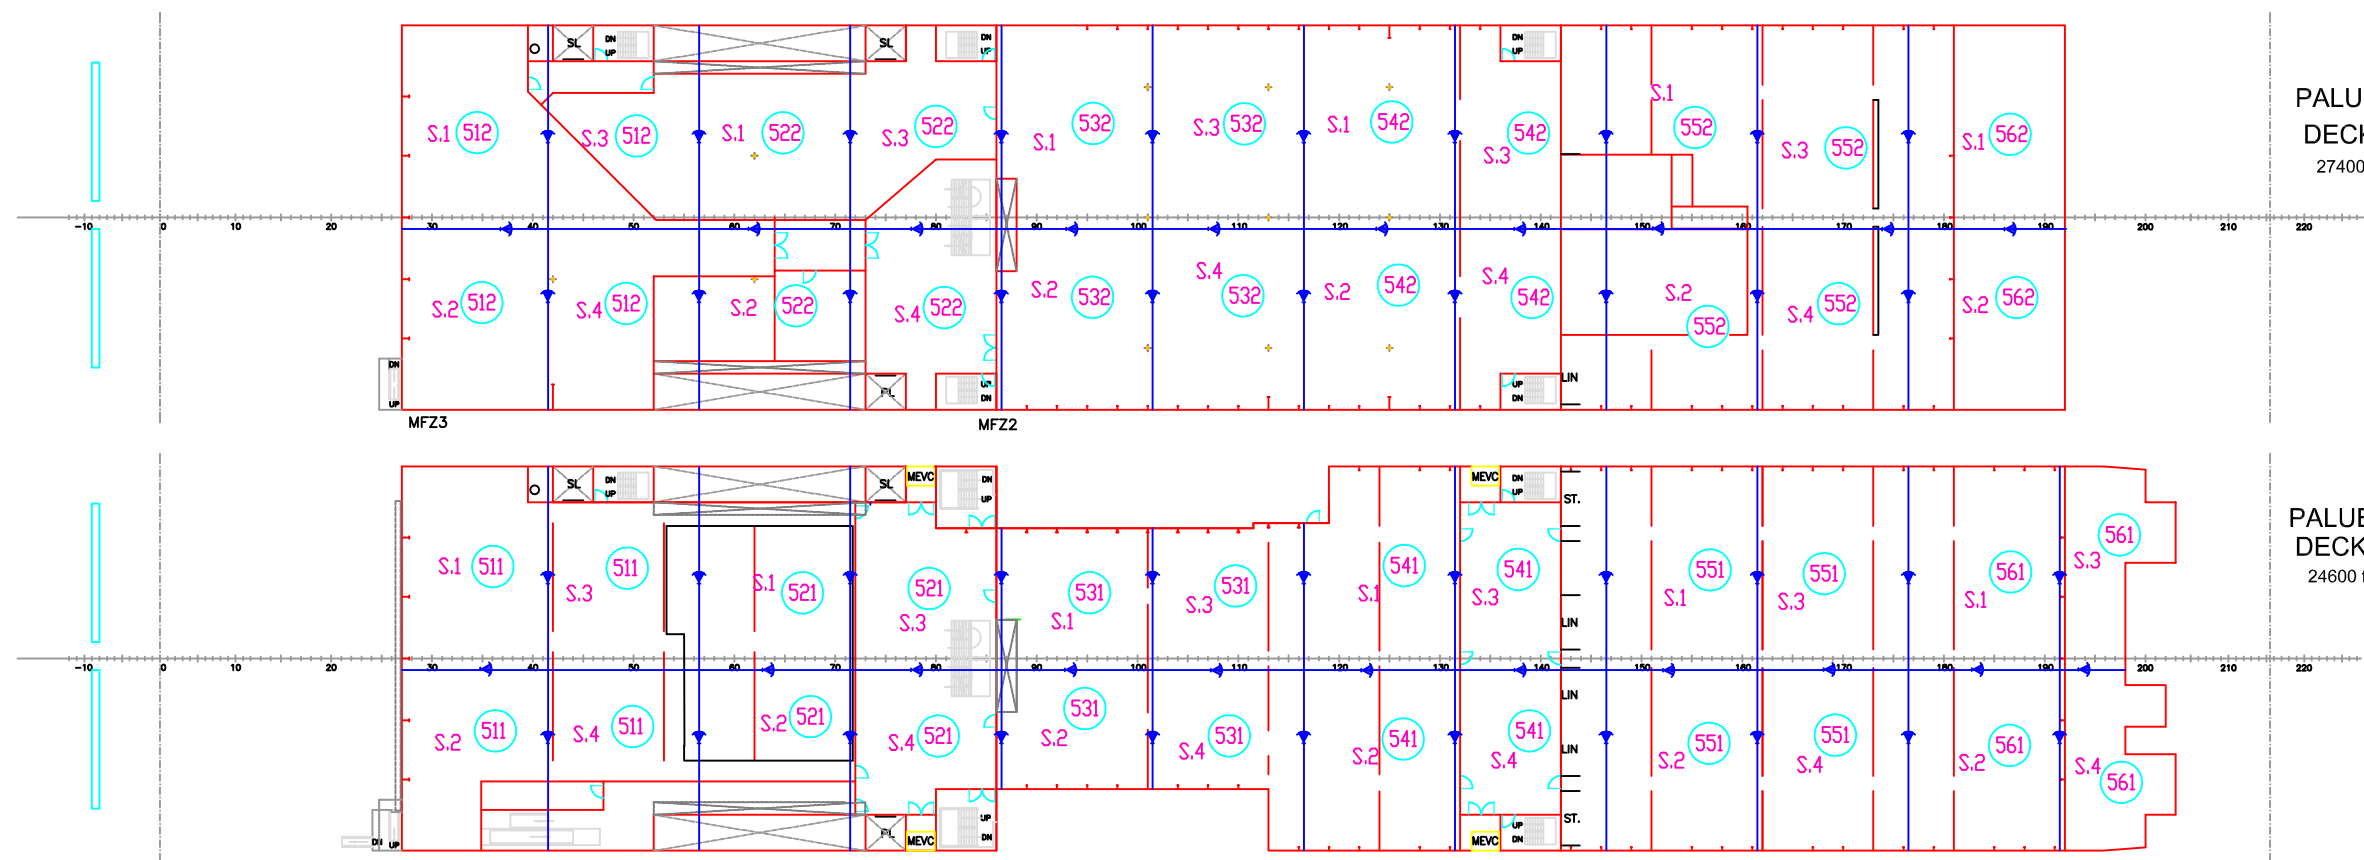 SL DN UP SL DN UP DN UP
PALU
DECK
27400
S.1 512 S.3 512 S.1 522 S.3 522 S.1 532 S.3 532 S.1 542 S.3 542 S.1 552 S.3 552 S.1 562
-10 0 10 20 30 40 50 60 70 80 90 100 110 120 130 140 150 160 170 180 190 200 210 220
S.2 512 S.4 512 S.2 522 S.4 522 S.2 532 S.4 532 S.2 542 S.4 542 S.2 552 S.4 552 S.2 562
DN UP PL UP DN UP DN LIN
MFZ3 MFZ2
SL DN UP SL MEVC DN UP MEVC DN UP ST.
PALUB
DECK
24600
S.1 511 S.3 511 S.1 521 S.3 521 S.1 531 S.3 531 S.1 541 S.3 541 S.1 551 S.3 551 S.1 561 S.3 561
LIN
-10 0 10 20 30 40 50 60 70 80 90 100 110 120 130 140 150 160 170 180 190 200 210 220
LIN
S.2 511 S.4 511 S.2 521 S.4 521 S.2 531 S.4 531 S.2 541 S.4 541 S.2 551 S.4 551 S.2 561 S.4 561
LIN
DN UP PL MEVC UP DN MEVC UP DN ST.